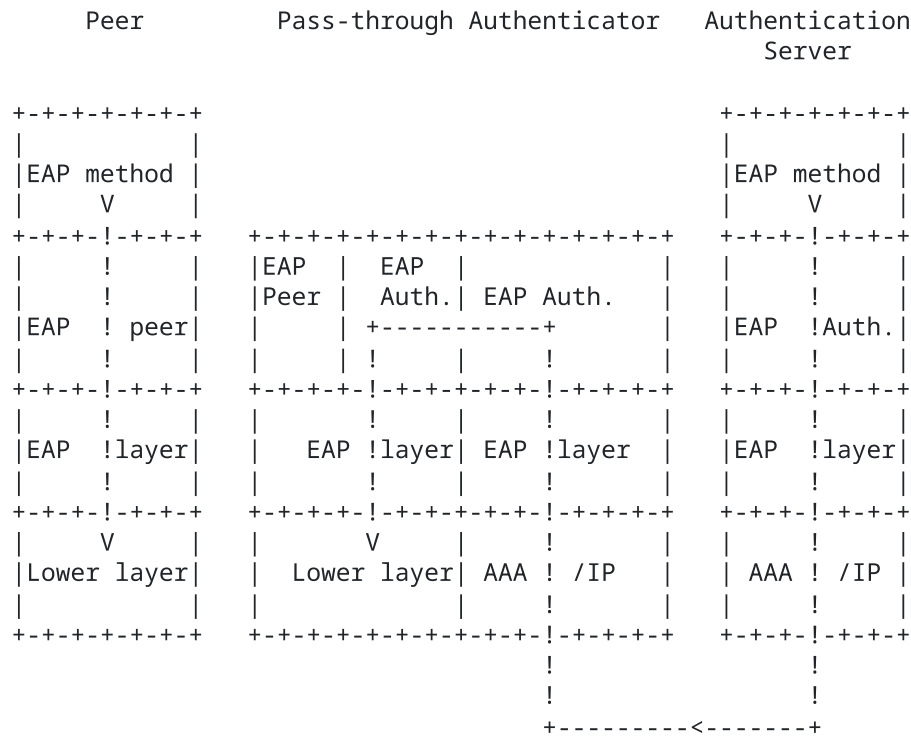 Peer         Pass-through Authenticator   Authentication
                                                       Server

    +-+-+-+-+-+-+                                   +-+-+-+-+-+-+
    |           |                                   |           |
    |EAP method |                                   |EAP method |
    |     V     |                                   |     V     |
    +-+-+-!-+-+-+   +-+-+-+-+-+-+-+-+-+-+-+-+-+-+   +-+-+-!-+-+-+
    |     !     |   |EAP  |  EAP  |             |   |     !     |
    |     !     |   |Peer |  Auth.| EAP Auth.   |   |     !     |
    |EAP  ! peer|   |     | +-----------+       |   |EAP  !Auth.|
    |     !     |   |     | !     |     !       |   |     !     |
    +-+-+-!-+-+-+   +-+-+-+-!-+-+-+-+-+-!-+-+-+-+   +-+-+-!-+-+-+
    |     !     |   |       !     |     !       |   |     !     |
    |EAP  !layer|   |   EAP !layer| EAP !layer  |   |EAP  !layer|
    |     !     |   |       !     |     !       |   |     !     |
    +-+-+-!-+-+-+   +-+-+-+-!-+-+-+-+-+-!-+-+-+-+   +-+-+-!-+-+-+
    |     V     |   |       V     |     !       |   |     !     |
    |Lower layer|   |  Lower layer| AAA ! /IP   |   | AAA ! /IP |
    |           |   |             |     !       |   |     !     |
    +-+-+-+-+-+-+   +-+-+-+-+-+-+-+-+-+-!-+-+-+-+   +-+-+-!-+-+-+
                                        !                 !
                                        !                 !
                                        +---------<-------+